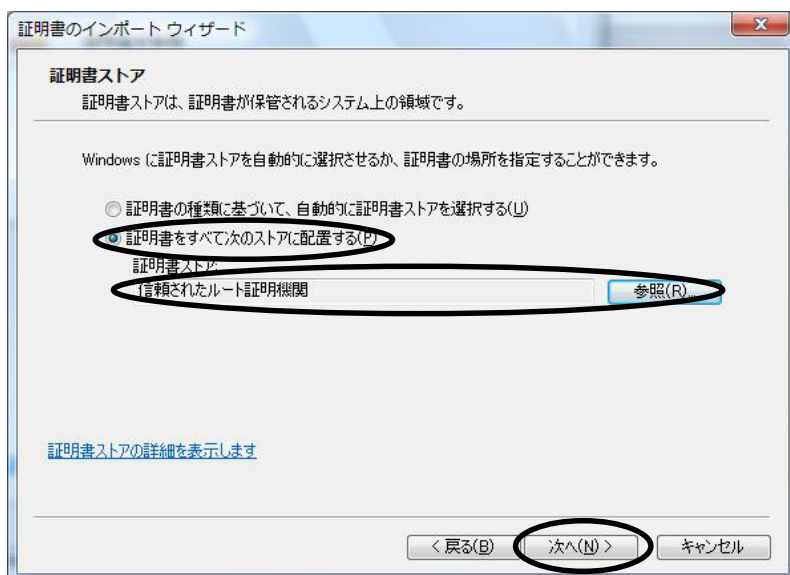 証明書のインポート ウィザード
証明書ストア
証明書ストアは、証明書が保管されるシステム上の領域です。
Windows に証明書ストアを自動的に選択させるか、証明書の場所を指定することができます。
証明書の種類に基づいて、自動的に証明書ストアを選択する(U)
証明書をすべて次のストアに配置する(P)
証明書ストア:
信頼されたルート証明機関
参照(R)...
証明書ストアの詳細を表示します
< 戻る(B) 次へ(N) > キャンセル